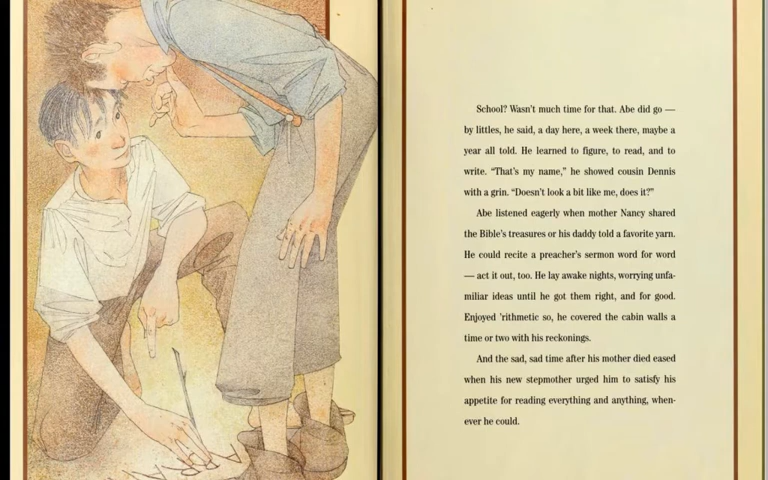 School? Wasn't much time for that. Abe did go —
by littles, he said, a day here, a week there, maybe a
year all told. He learned to figure, to read, and to
write. “That's my name,” he showed cousin Dennis
with a grin. “Doesn't look a bit like me, does it?”
Abe listened eagerly when mother Nancy shared
the Bible's treasures or his daddy told a favorite yarn.
He could recite a preacher's sermon word for word
— act it out, too. He lay awake nights, worrying unfa-
miliar ideas until he got them right, and for good.
Enjoyed 'rithmetic so, he covered the cabin walls a
time or two with his reckonings.
And the sad, sad time after his mother died eased
when his new stepmother urged him to satisfy his
appetite for reading everything and anything, when-
ever he could.
ABRA